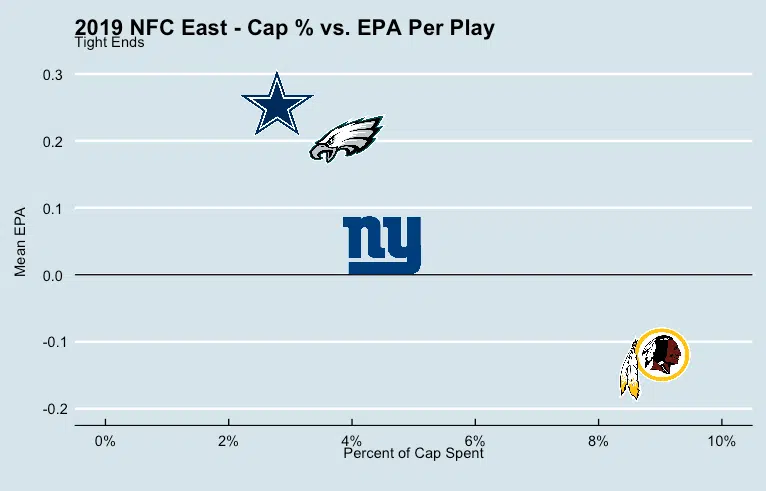 2019 NFC East - Cap % vs. EPA Per Play
Tight Ends
0.3
0.2
0.1
0.0
-0.1
-0.2
Mean EPA
ny
0%
2%
4%
6%
8%
10%
Percent of Cap Spent